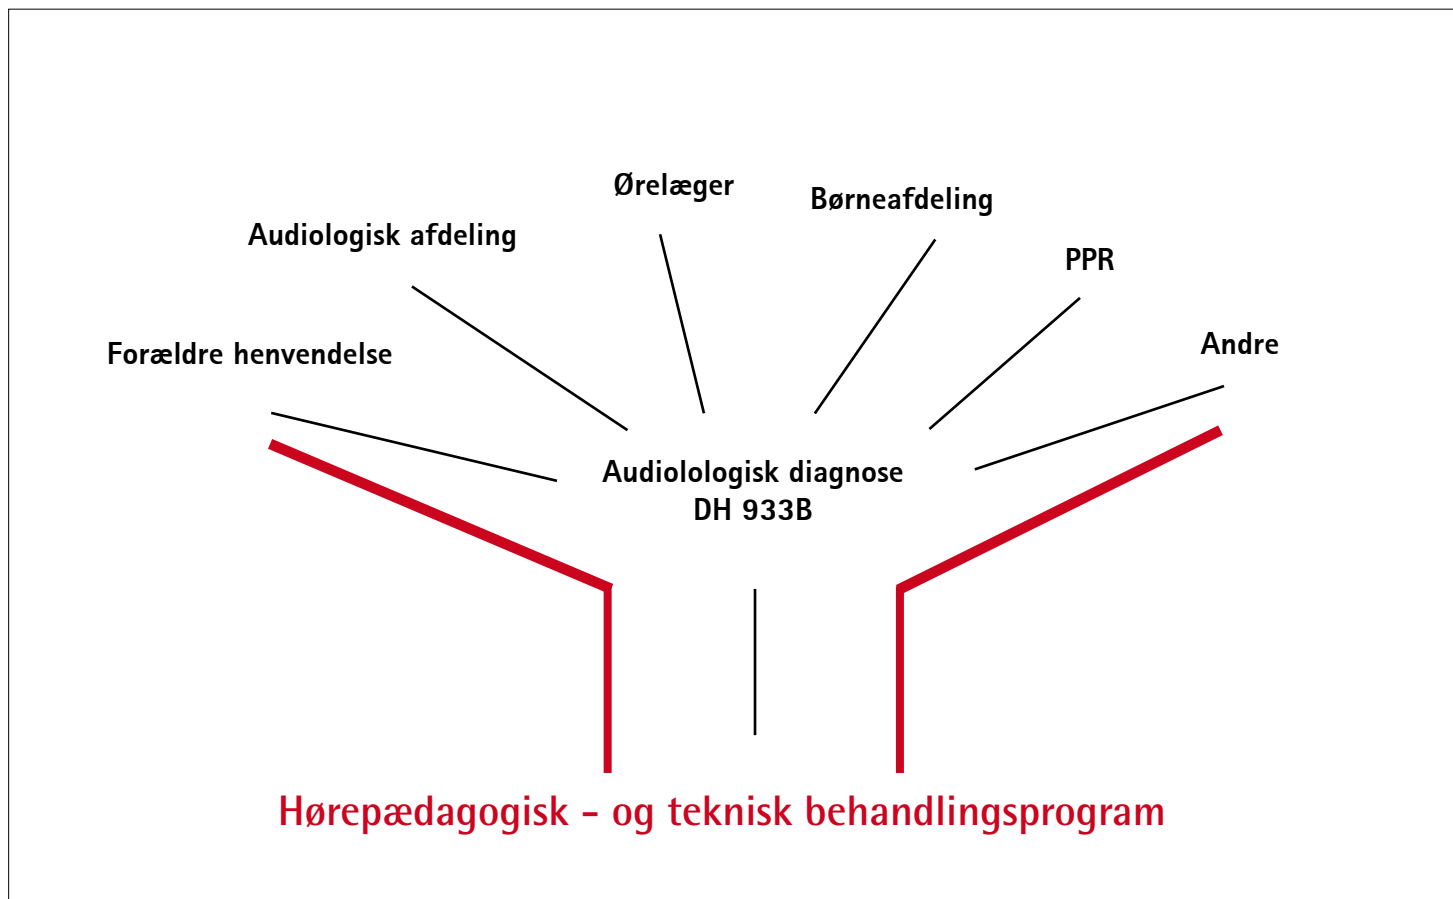 Ørelæger
Børneafdeling
Audiologisk afdeling
PPR
Andre
Forældre henvendelse
Audiolologisk diagnose
DH 933B
Hørepædagogisk - og teknisk behandlingsprogram